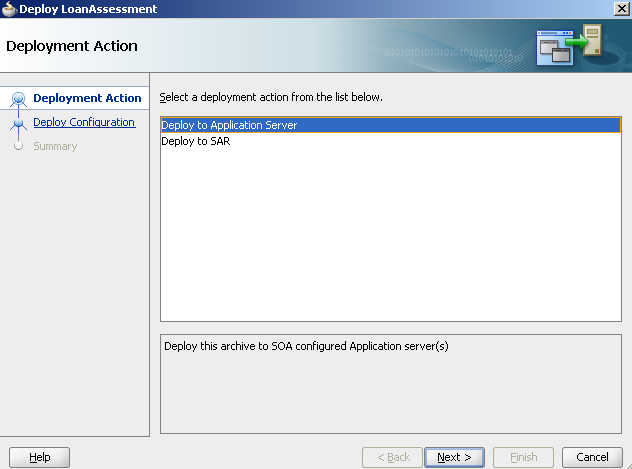 Deploy LoanAssessment
Deployment Action
Deployment Action
Deploy Configuration
Summary
Select a deployment action from the list below.
Deploy to Application Server
Deploy to SAR
Deploy this archive to SOA configured Application server(s)
Help
< Back
Next >
Finish
Cancel